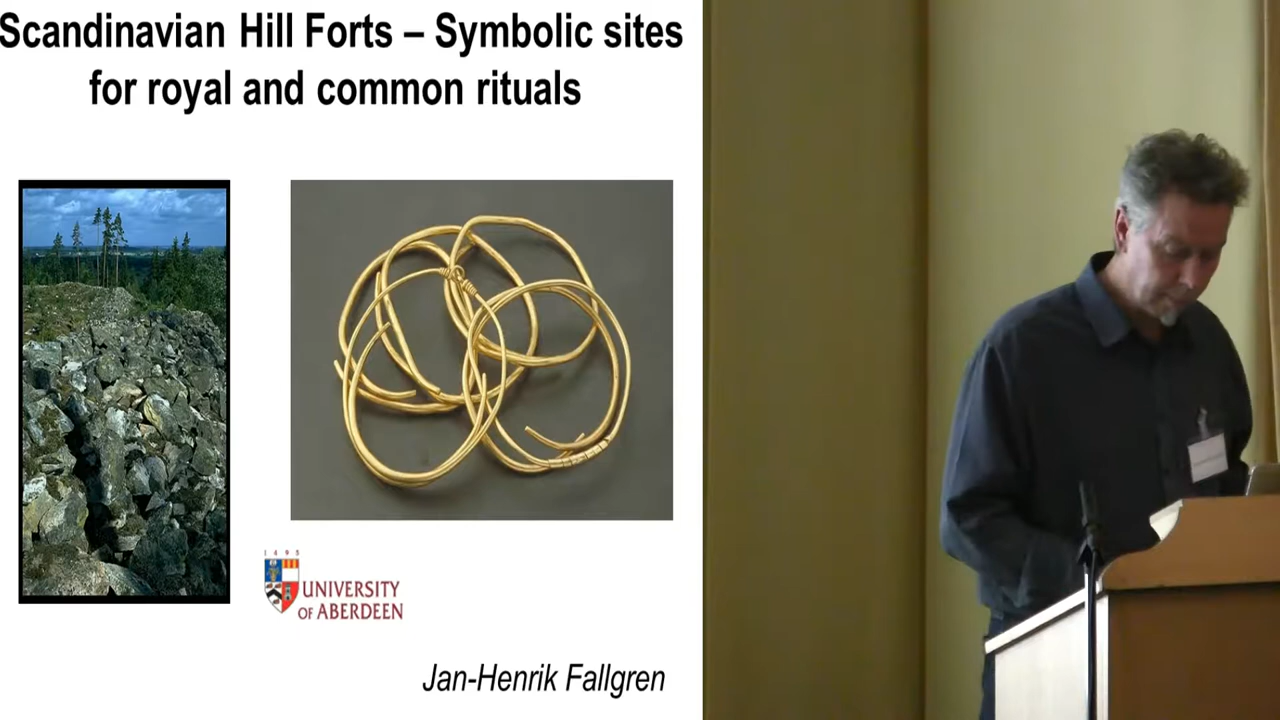 Scandinavian Hill Forts – Symbolic sites
for royal and common rituals
1495
UNIVERSITY
OF ABERDEEN
Jan-Henrik Fallgren